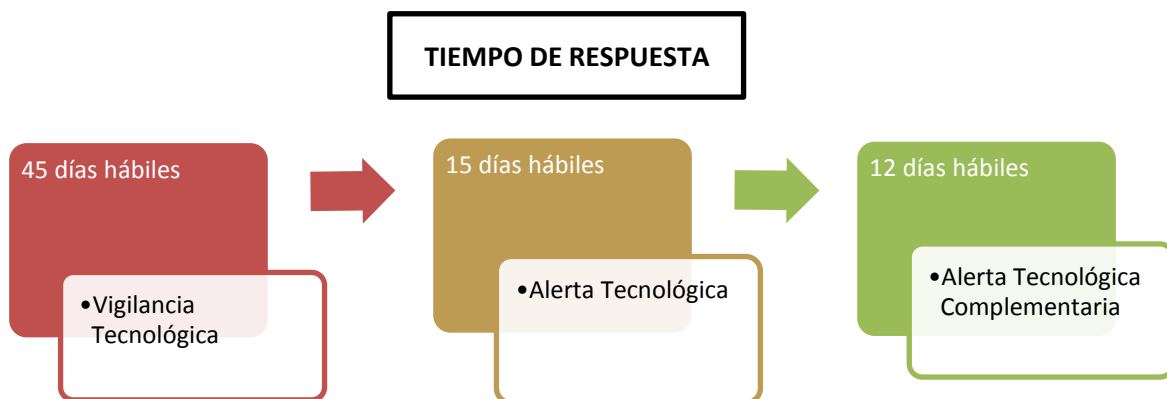 TIEMPO DE RESPUESTA
45 días hábiles
•Vigilancia
Tecnológica
15 días hábiles
•Alerta Tecnológica
12 días hábiles
•Alerta Tecnológica
Complementaria